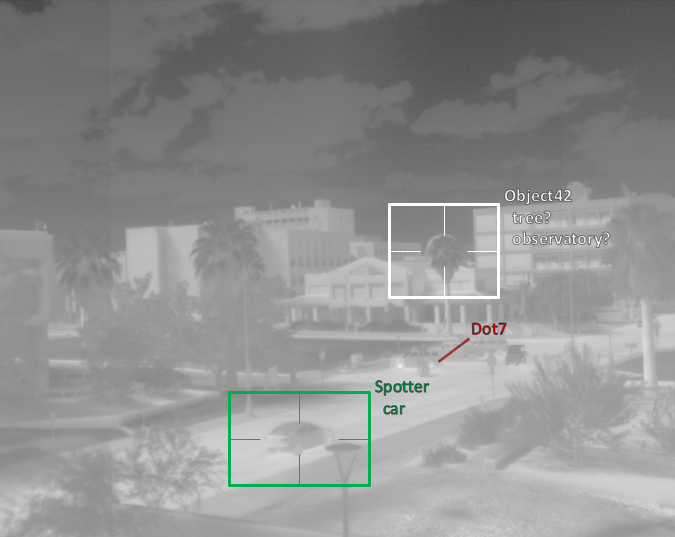 Object42
tree?
observatory?
Dot7
Spotter
car